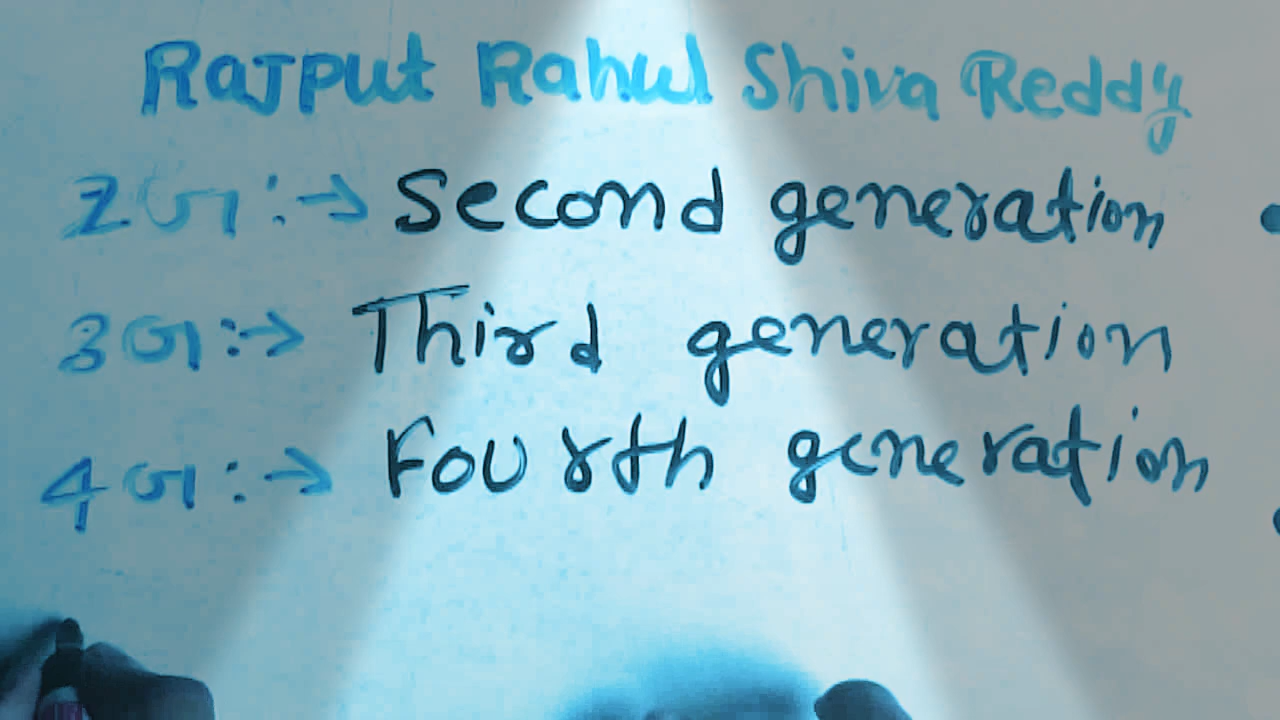 Rajput Rahul Shiva Reddy
2G:→ Second generation
3G:→ Third generation
4G:→ Fourth generation